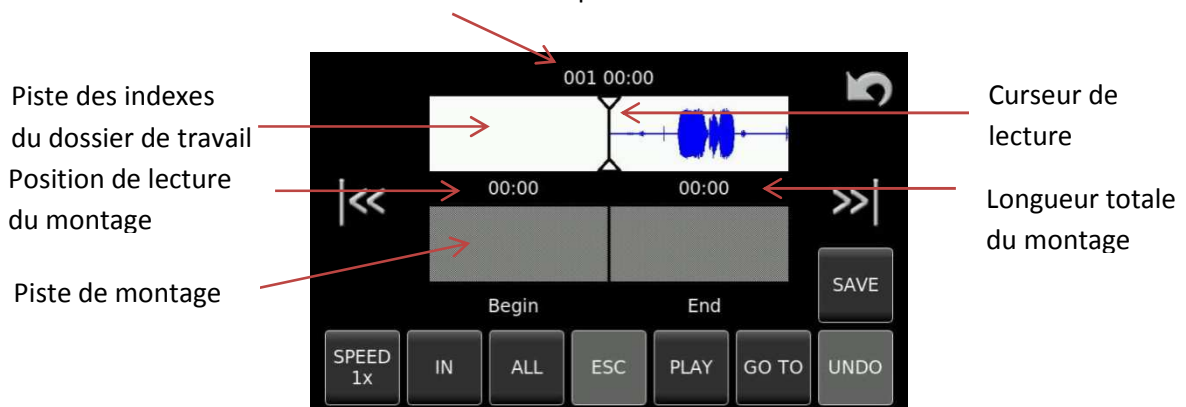 001 00:00
Piste des indexes
du dossier de travail
Curseur de
lecture
Position de lecture
du montage
|<<
00:00
00:00
>>|
Longueur totale
du montage
Piste de montage
SAVE
Begin
End
SPEED
1x
IN
ALL
ESC
PLAY
GO TO
UNDO